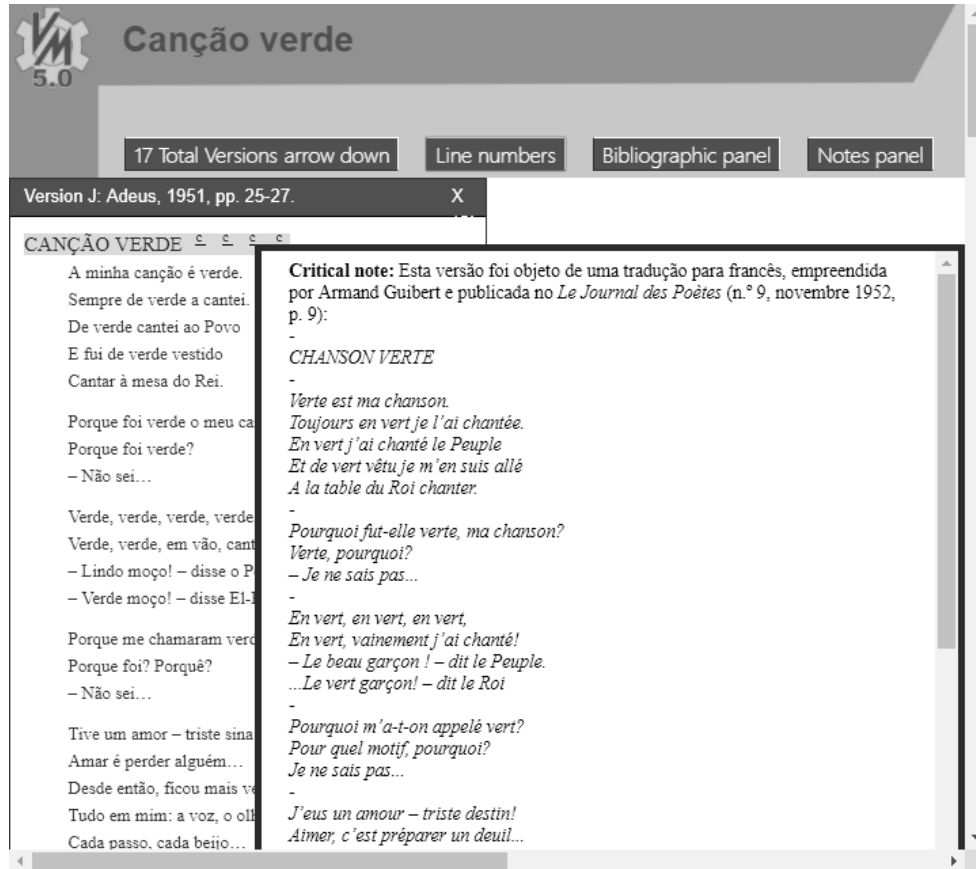 VM
5.0
Canção verde
17 Total Versions arrow down
Line numbers
Bibliographic panel
Notes panel
Version J: Adeus, 1951, pp. 25-27.
X
CANÇÃO VERDE c c c c
A minha canção é verde.
Sempre de verde a cantei.
De verde cantei ao Povo
E fui de verde vestido
Cantar à mesa do Rei.
Porque foi verde o meu
Porque foi verde?
– Não sei…
Verde, verde, verde, verde
Verde, verde, em vão,
– Lindo moço! – disse o
– Verde moço! – disse
Porque me chamaram
Porque foi? Porquê?
– Não sei…
Tive um amor – triste sina
Amar é perder alguém…
Desde então, ficou mais
Tudo em mim: a voz, o
Cada passo, cada beijo…
Critical note: Esta versão foi objeto de uma tradução para francês, empreendida
por Armand Guibert e publicada no Le Journal des Poètes (n.º 9, novembre 1952,
p. 9):
-
CHANSON VERTE
-
Verte est ma chanson.
Toujours en vert je l’ai chantée.
En vert j’ai chanté le Peuple
Et de vert vêtu je m’en suis allé
A la table du Roi chanter.
-
Pourquoi fut-elle verte, ma chanson?
Verte, pourquoi?
– Je ne sais pas...
-
En vert, en vert, en vert,
En vert, vainement j’ai chanté!
– Le beau garçon ! – dit le Peuple.
...Le vert garçon! – dit le Roi
-
Pourquoi m’a-t-on appelé vert?
Pour quel motif, pourquoi?
Je ne sais pas...
-
J’eus un amour – triste destin!
Aimer, c’est préparer un deuil...